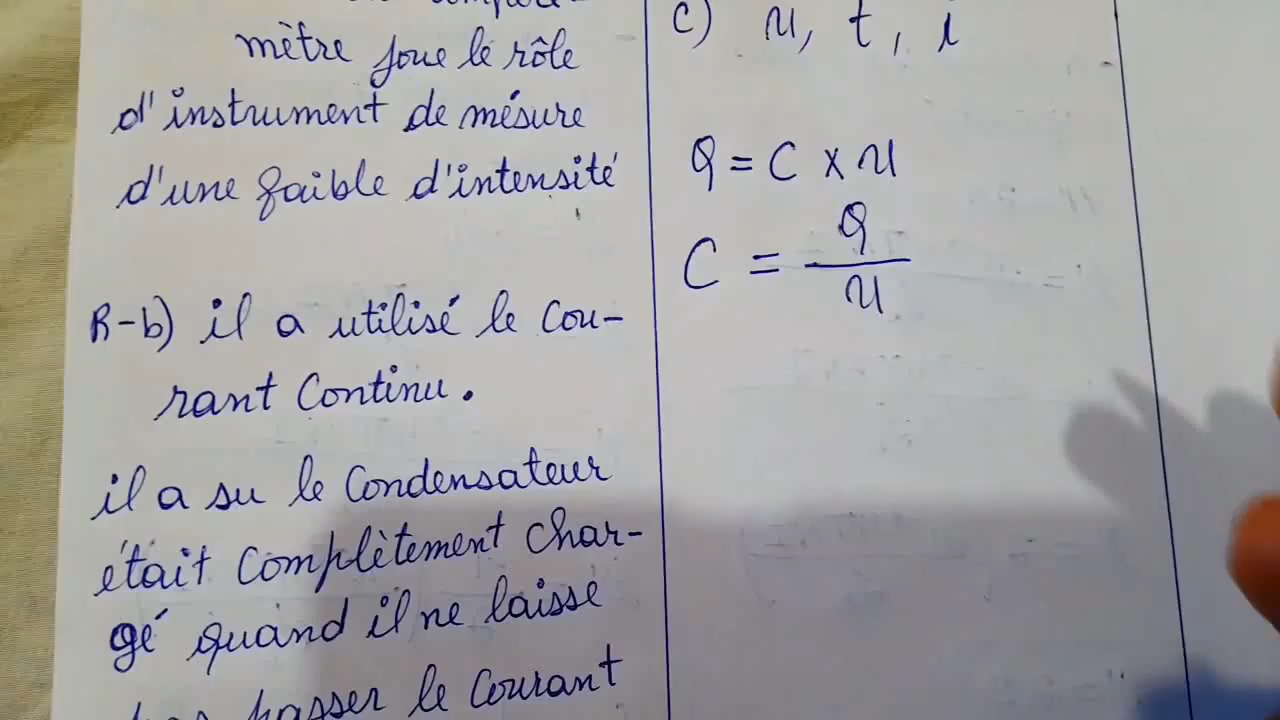 mètre joue le rôle
d'instrument de mésure
d'une faible d'intensité
R-b) il a utilisé le cou-
rant continu.
il a su le condensateur
était complètement char-
gé quand il ne laisse
passer le courant
c) u, t, i
Q = C x u
C = Q
u